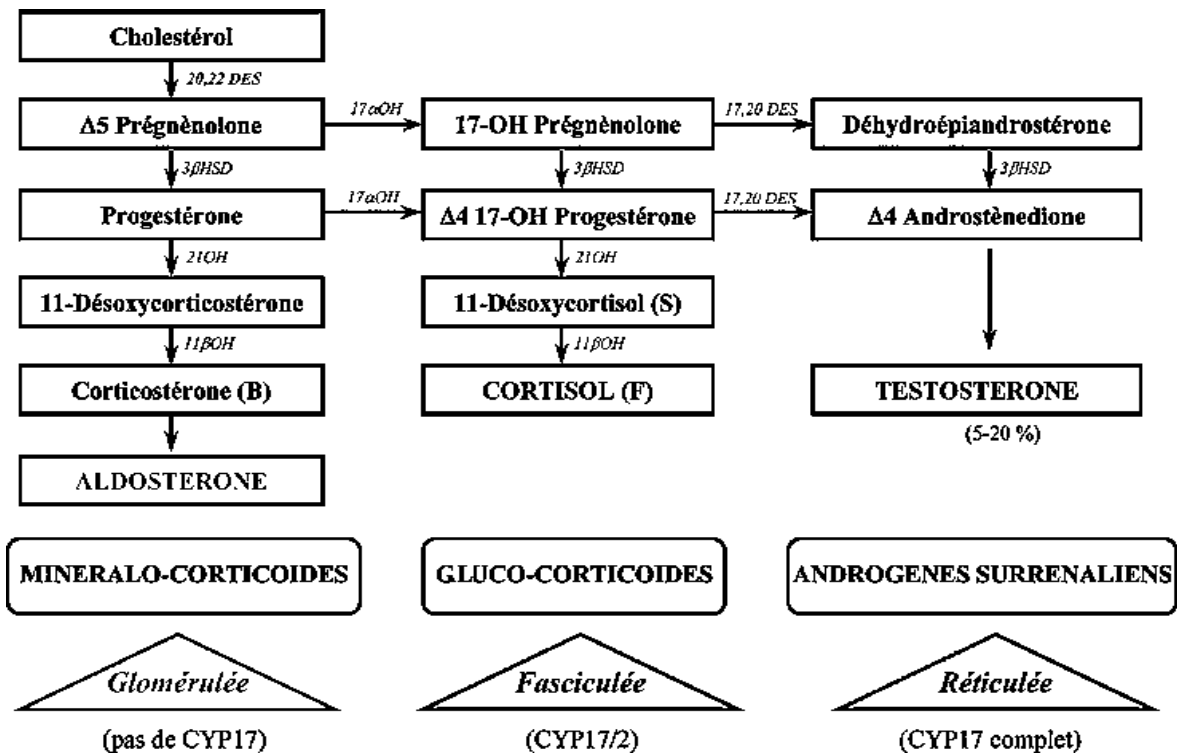 Cholestérol
20,22 DES
Δ5 Prégnènolone
17αOH
17-OH Prégnènolone
17,20 DES
Déhydroépiandrostérone
3βHSD
3βHSD
3βHSD
Progestérone
17αOH
Δ4 17-OH Progestérone
17,20 DES
Δ4 Androstènedione
21OH
21OH
11-Désoxycorticostérone
11-Désoxycortisol (S)
11βOH
11βOH
Corticostérone (B)
CORTISOL (F)
TESTOSTERONE
(5-20 %)
ALDOSTERONE
MINERALO-CORTICOIDES
GLUCO-CORTICOIDES
ANDROGENES SURRENALIENS
Glomérulée
Fasciculée
Réticulée
(pas de CYP17)
(CYP17/2)
(CYP17 complet)